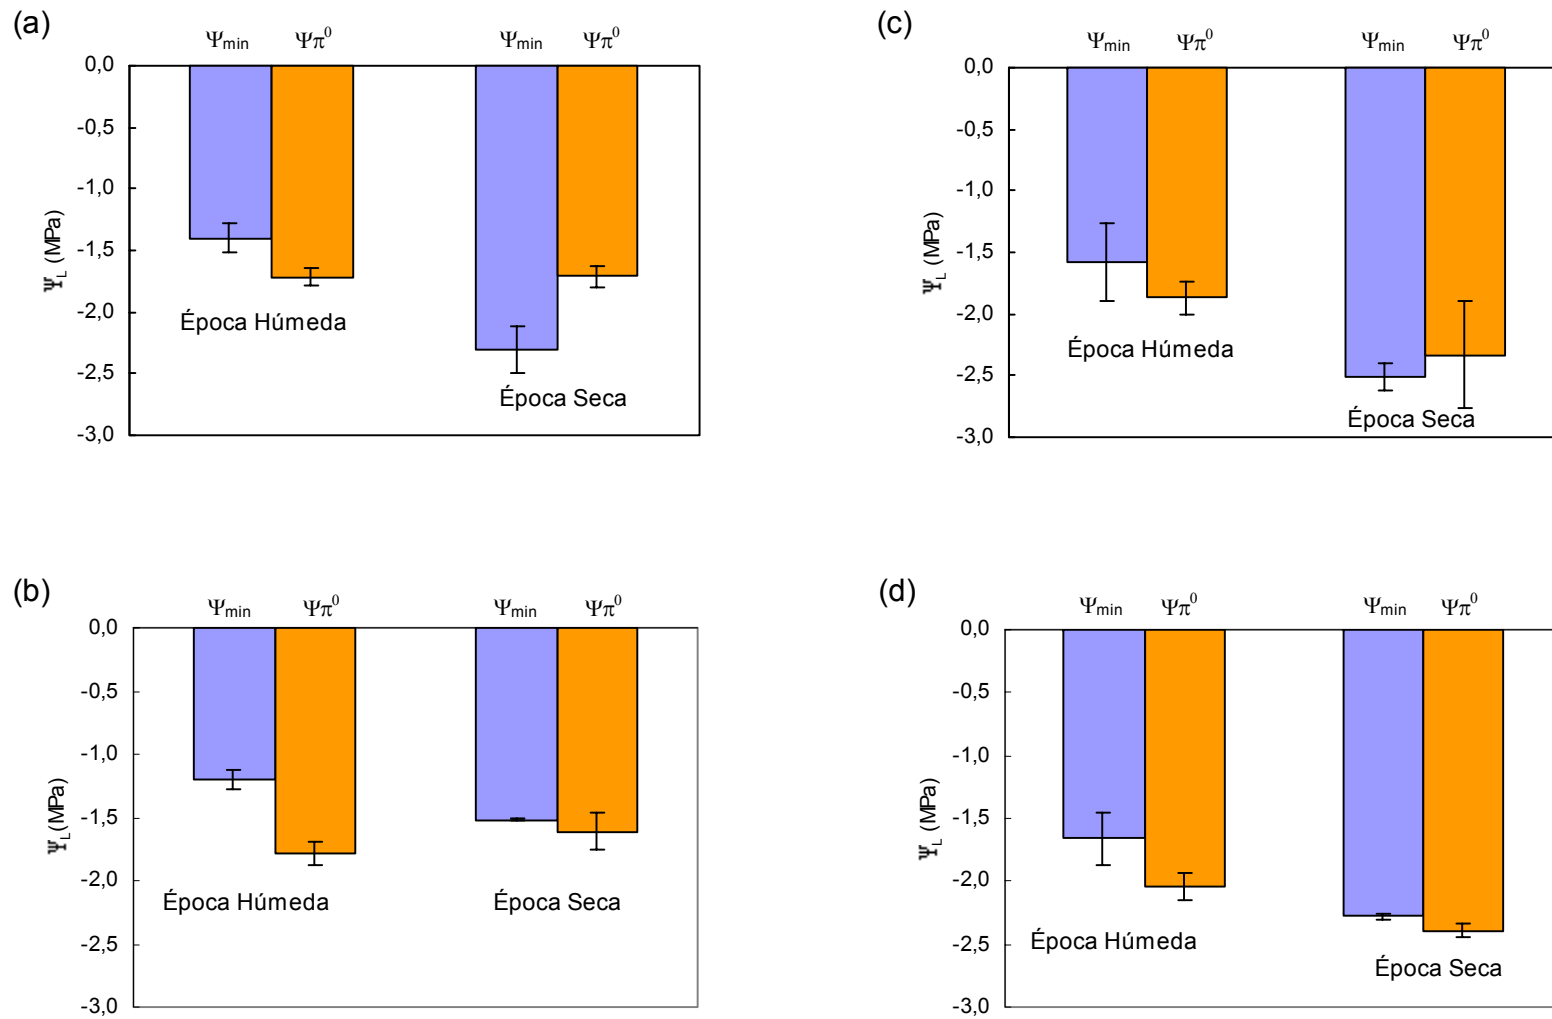 (a)
Ψmin Ψπ⁰ Ψmin Ψπ⁰
0,0
-0,5
-1,0
-1,5
-2,0
-2,5
-3,0
ΨL (MPa)
Época Húmeda
Época Seca
(c)
Ψmin Ψπ⁰ Ψmin Ψπ⁰
0,0
-0,5
-1,0
-1,5
-2,0
-2,5
-3,0
ΨL (MPa)
Época Húmeda
Época Seca
(b)
Ψmin Ψπ⁰ Ψmin Ψπ⁰
0,0
-0,5
-1,0
-1,5
-2,0
-2,5
-3,0
ΨL(MPa)
Época Húmeda
Época Seca
(d)
Ψmin Ψπ⁰ Ψmin Ψπ⁰
0,0
-0,5
-1,0
-1,5
-2,0
-2,5
-3,0
ΨL (MPa)
Época Húmeda
Época Seca